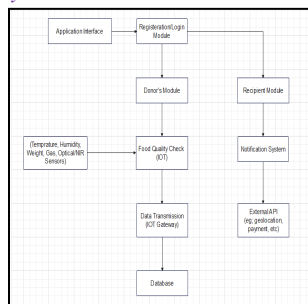 Application Interface
Registeration/Login
Module
Donor's Module
Recipient Module
(Temprature, Humidity,
Weight, Gas, Optical/NIR
Sensors)
Food Quality Check
(IOT)
Notification System
Data Transmission
(IOT Gateway)
External API
(eg; geolocation,
payment, etc)
Database